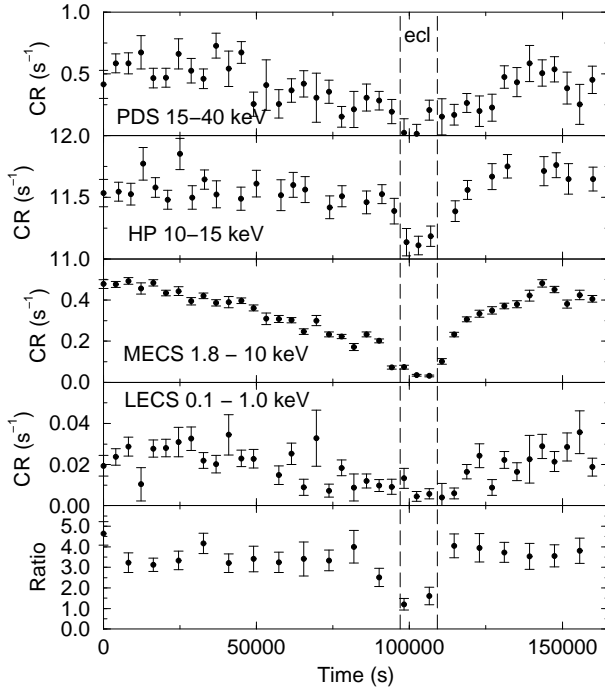 1.0
ecl
CR (s⁻¹)
0.5
PDS 15–40 keV
12.0
CR (s⁻¹)
11.5
HP 10–15 keV
11.0
CR (s⁻¹)
0.4
0.2
MECS 1.8 – 10 keV
0.0
LECS 0.1 – 1.0 keV
CR (s⁻¹)
0.04
0.02
0.00
Ratio
5.0
4.0
3.0
2.0
1.0
0.0
0 50000 100000 150000
Time (s)